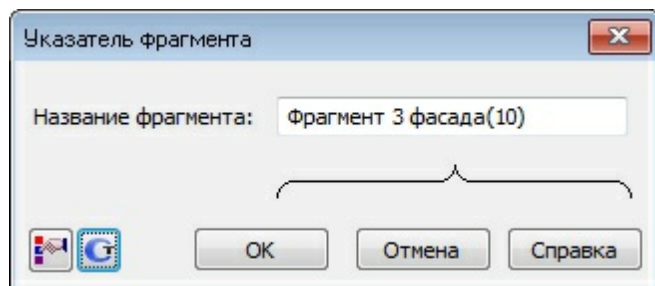 Указатель фрагмента
Название фрагмента: Фрагмент 3 фасада(10)
OK Отмена Справка